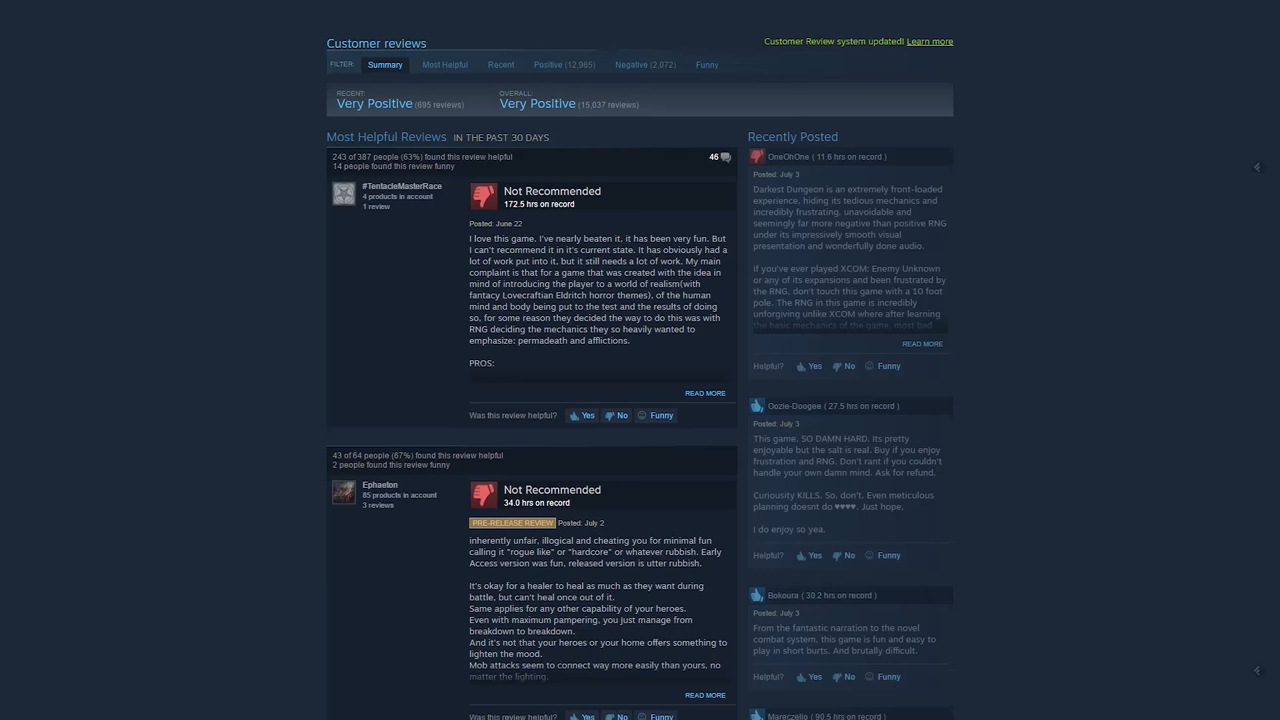 Customer reviews
Customer Review system updated! Learn more
FILTER: Summary Most Helpful Recent Positive (12,965) Negative (2,072) Funny
RECENT:
Very Positive (695 reviews)
OVERALL:
Very Positive (15,037 reviews)
Most Helpful Reviews IN THE PAST 30 DAYS
243 of 387 people (63%) found this review helpful
14 people found this review funny
46
#TentacleMasterRace
4 products in account
1 review
Not Recommended
172.5 hrs on record
Posted: June 22
I love this game. I've nearly beaten it, it has been very fun. But
I can't recommend it in it's current state. It has obviously had a
lot of work put into it, but it still needs a lot of work. My main
complaint is that for a game that was created with the idea in
mind of introducing the player to a world of realism(with
fantacy Lovecraftian Eldritch horror themes), of the human
mind and body being put to the test and the results of doing
so, for some reason they decided the way to do this was with
RNG deciding the mechanics they so heavily wanted to
emphasize: permadeath and afflictions.
PROS:
READ MORE
Was this review helpful? Yes No Funny
43 of 64 people (67%) found this review helpful
2 people found this review funny
Ephaeton
85 products in account
3 reviews
Not Recommended
34.0 hrs on record
PRE-RELEASE REVIEW Posted: July 2
inherently unfair, illogical and cheating you for minimal fun
calling it "rogue like" or "hardcore" or whatever rubbish. Early
Access version was fun, released version is utter rubbish.
It's okay for a healer to heal as much as they want during
battle, but can't heal once out of it.
Same applies for any other capability of your heroes.
Even with maximum pampering, you just manage from
breakdown to breakdown.
And it's not that your heroes or your home offers something to
lighten the mood.
Mob attacks seem to connect way more easily than yours, no
matter the lighting.
READ MORE
Was this review helpful? Yes No Funny
Recently Posted
OneOhOne ( 11.6 hrs on record )
Posted: July 3
Darkest Dungeon is an extremely front-loaded
experience, hiding its tedious mechanics and
incredibly frustrating, unavoidable and
seemingly far more negative than positive RNG
under its impressively smooth visual
presentation and wonderfully done audio.
If you've ever played XCOM: Enemy Unknown
or any of its expansions and been frustrated by
the RNG, don't touch this game with a 10 foot
pole. The RNG in this game is incredibly
unforgiving unlike XCOM where after learning
the basic mechanics of the game, most bad
READ MORE
Helpful? Yes No Funny
Oozie-Doogee ( 27.5 hrs on record )
Posted: July 3
This game. SO DAMN HARD. Its pretty
enjoyable but the salt is real. Buy if you enjoy
frustration and RNG. Don't rant if you couldn't
handle your own damn mind. Ask for refund.
Curiousity KILLS. So, don't. Even meticulous
planning doesnt do ♥♥♥♥. Just hope.
I do enjoy so yea.
Helpful? Yes No Funny
Bokoura ( 30.2 hrs on record )
Posted: July 3
From the fantastic narration to the novel
combat system, this game is fun and easy to
play in short burts. And brutally difficult.
Helpful? Yes No Funny
Mareczello ( 90.5 hrs on record )